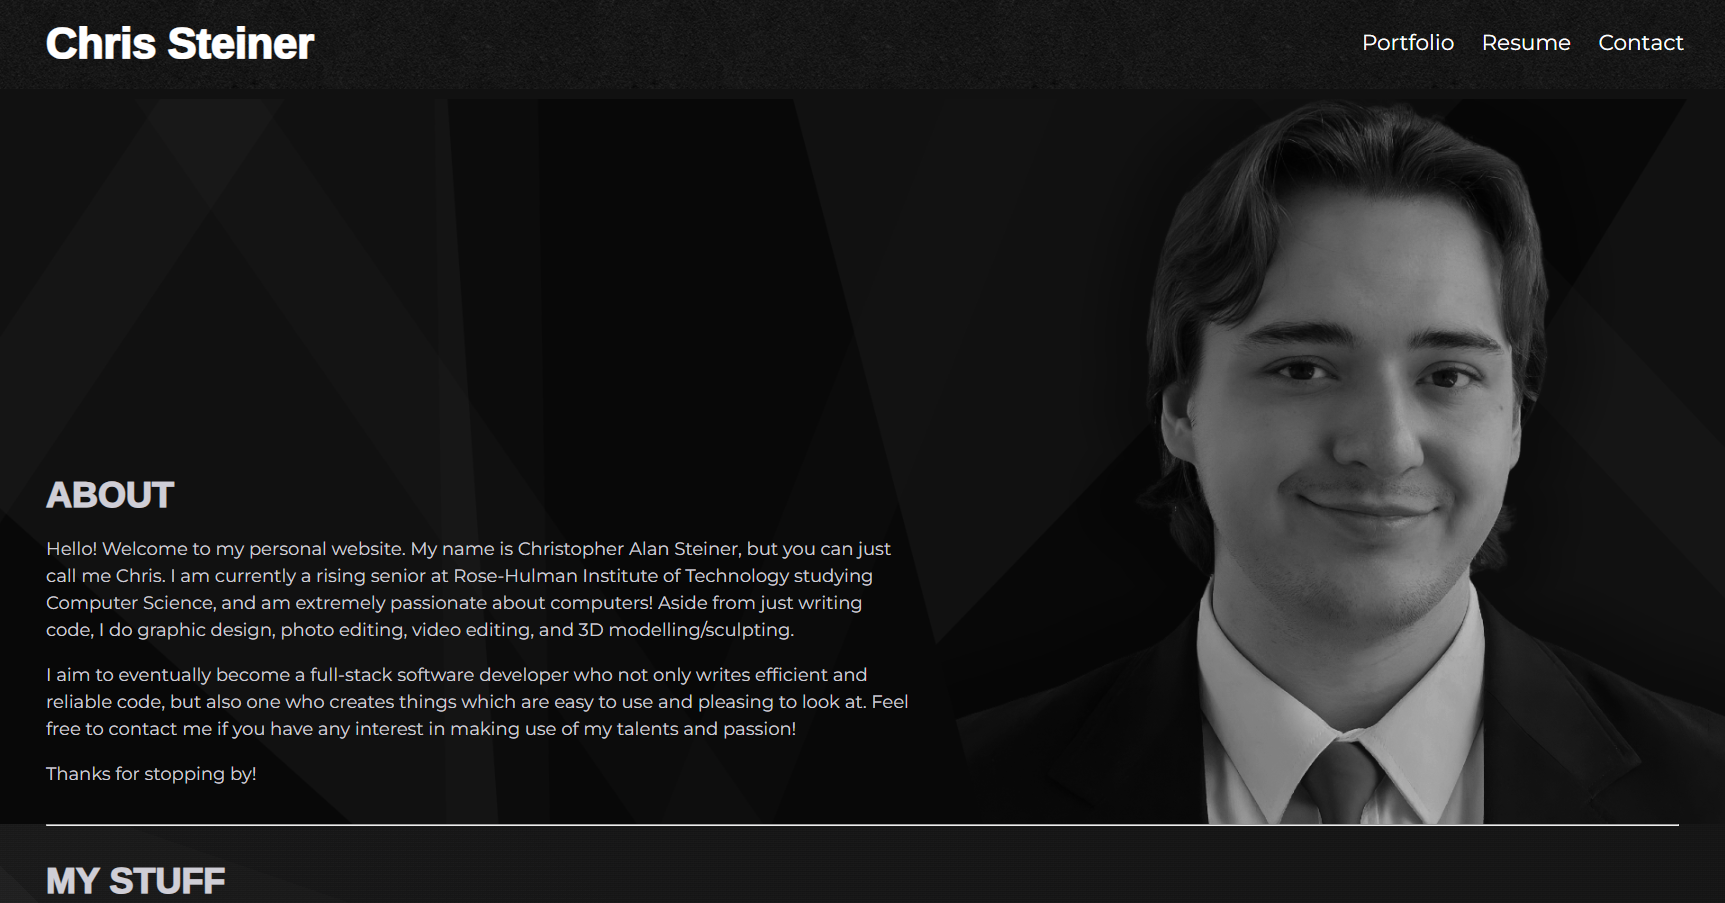 Chris Steiner
Portfolio Resume Contact
ABOUT
Hello! Welcome to my personal website. My name is Christopher Alan Steiner, but you can just
call me Chris. I am currently a rising senior at Rose-Hulman Institute of Technology studying
Computer Science, and am extremely passionate about computers! Aside from just writing
code, I do graphic design, photo editing, video editing, and 3D modelling/sculpting.
I aim to eventually become a full-stack software developer who not only writes efficient and
reliable code, but also one who creates things which are easy to use and pleasing to look at. Feel
free to contact me if you have any interest in making use of my talents and passion!
Thanks for stopping by!
MY STUFF